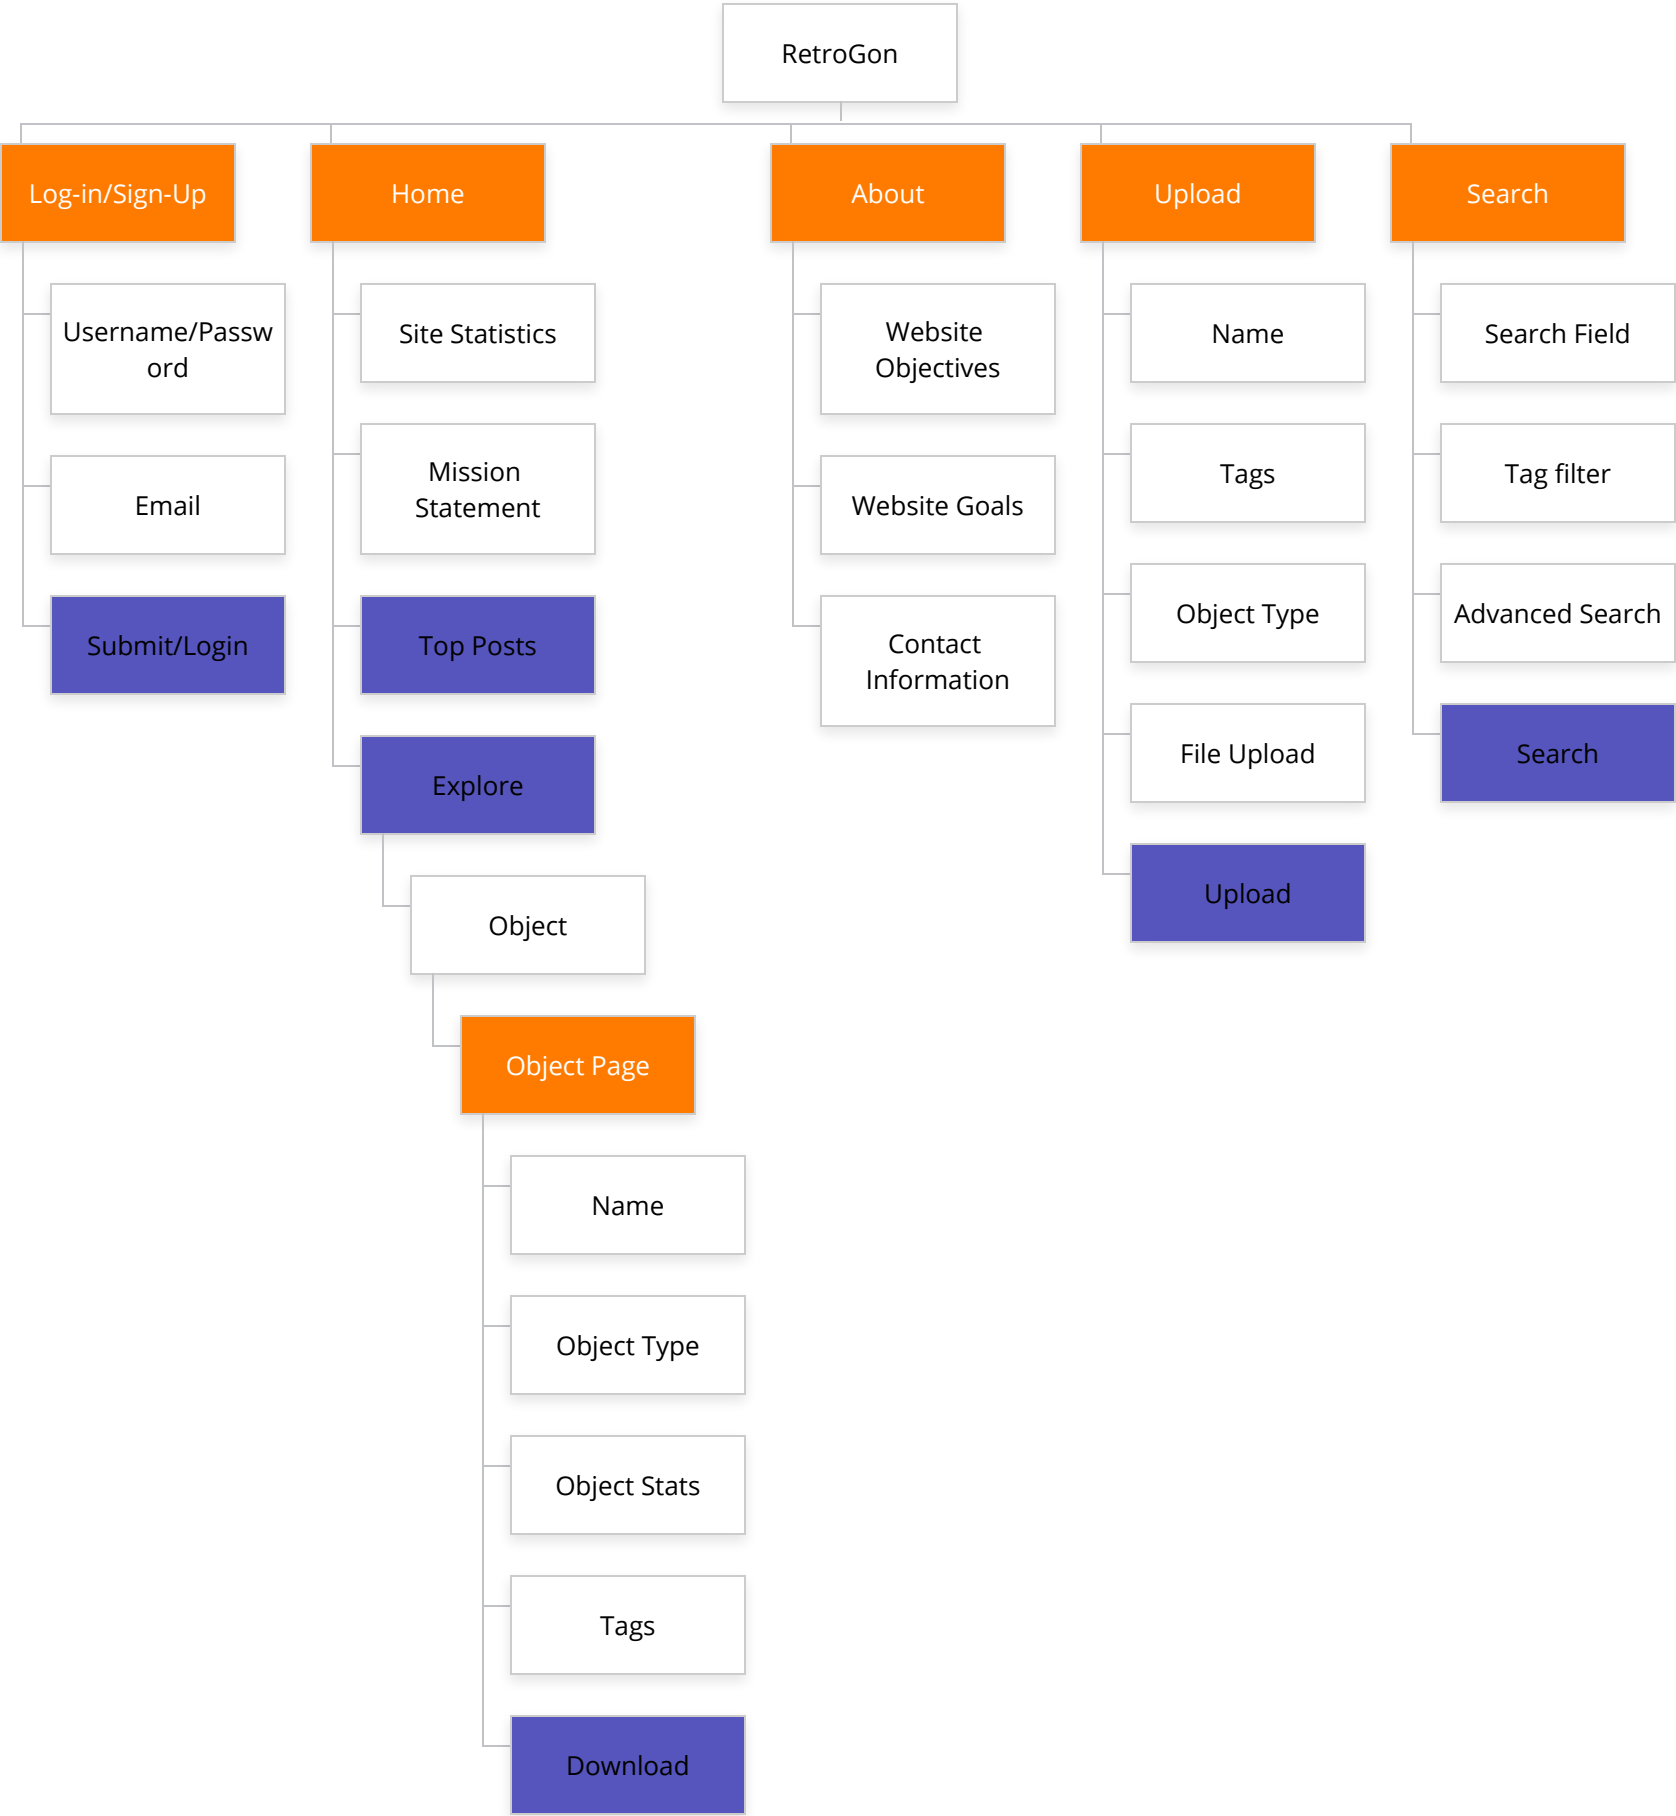 RetroGon
Log-in/Sign-Up
Home
About
Upload
Search
Username/Passw
ord
Email
Submit/Login
Site Statistics
Mission
Statement
Top Posts
Explore
Object
Object Page
Name
Object Type
Object Stats
Tags
Download
Website
Objectives
Website Goals
Contact
Information
Name
Tags
Object Type
File Upload
Upload
Search Field
Tag filter
Advanced Search
Search